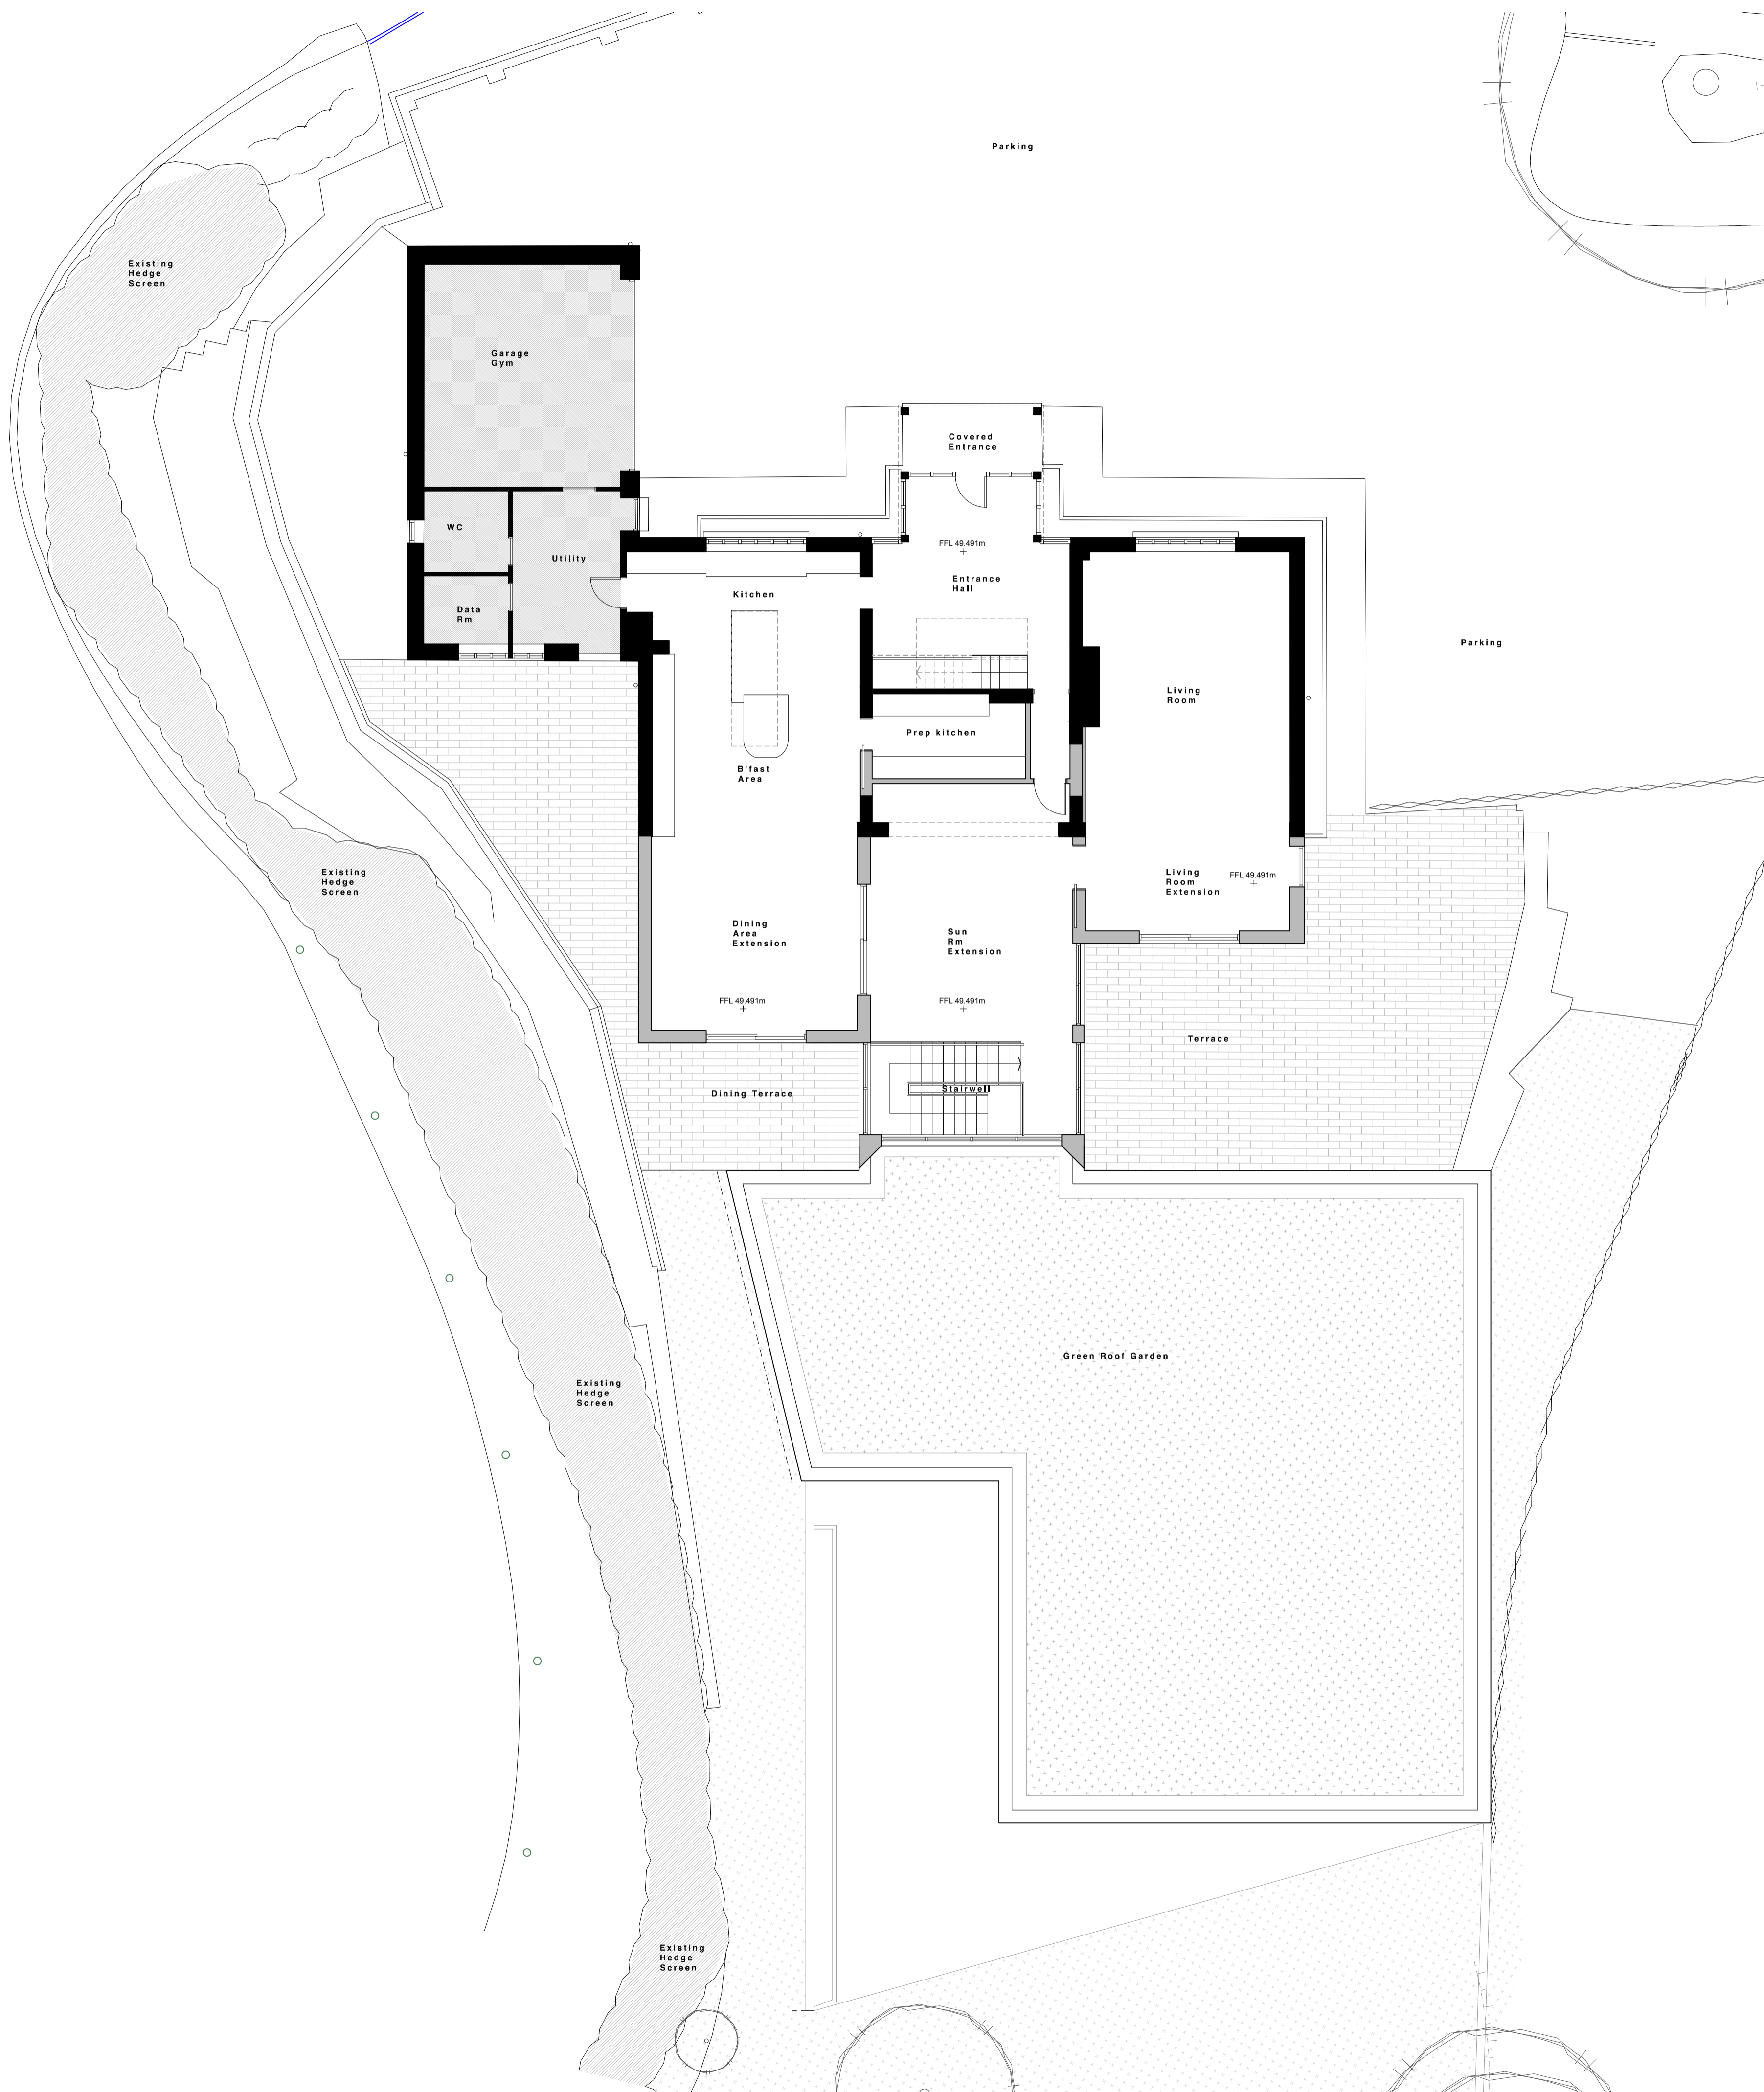 Parking
Existing
Hedge
Screen
Garage
Gym
Covered
Entrance
WC
Utility
FFL 49.491m
Entrance
Hall
Kitchen
Data
Rm
Parking
Living
Room
Prep kitchen
B'fast
Area
Existing
Hedge
Screen
Living
Room
Extension
FFL 49.491m
Dining
Area
Extension
Sun
Rm
Extension
FFL 49.491m
FFL 49.491m
Terrace
Stairwell
Dining Terrace
Green Roof Garden
Existing
Hedge
Screen
Existing
Hedge
Screen